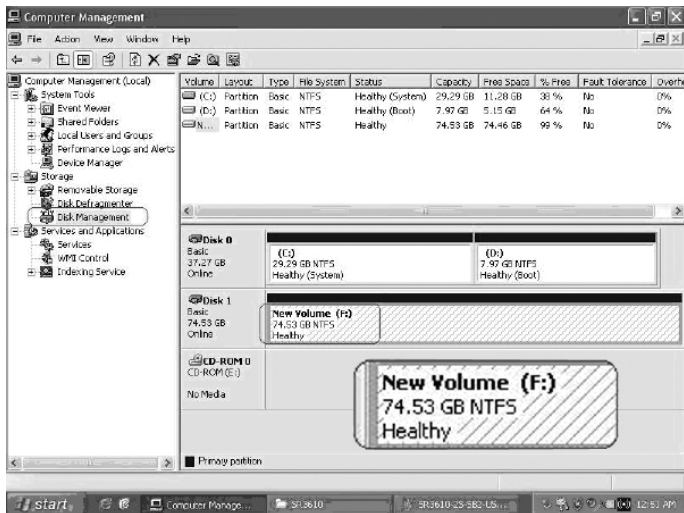 Computer Management
File Action View Window Help
Computer Management (Local)
System Tools
Event Viewer
Shared Folders
Local Users and Groups
Performance Logs and Alerts
Device Manager
Storage
Removable Storage
Disk Defragmenter
Disk Management
Services and Applications
Services
WMI Control
Indexing Service
Volume Layout Type File System Status Capacity Free Space % Free Fault Tolerance Overhe
(C:) Partition Basic NTFS Healthy (System) 29.29 GB 11.28 GB 38 % No 0%
(D:) Partition Basic NTFS Healthy (Boot) 7.97 GB 5.15 GB 64 % No 0%
N... Partition Basic NTFS Healthy 74.53 GB 74.46 GB 99 % No 0%
Disk 0
Basic
37.27 GB
Online
(C:)
29.29 GB NTFS
Healthy (System)
(D:)
7.97 GB NTFS
Healthy (Boot)
Disk 1
Basic
74.53 GB
Online
New Volume (F:)
74.53 GB NTFS
Healthy
CD-ROM 0
CD-ROM (E:)
No Media
New Volume (F:)
74.53 GB NTFS
Healthy
Primary partition
start
Computer Manage...
SR3610
SR3610-2S-SB2-US...
12:51 AM